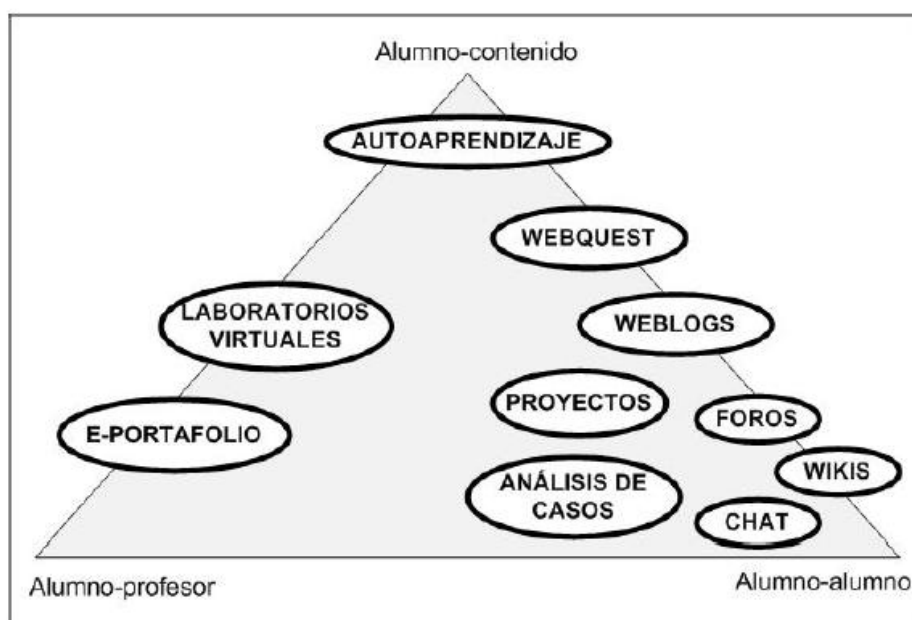 Alumno-contenido
AUTOAPRENDIZAJE
WEBQUEST
LABORATORIOS
VIRTUALES
WEBLOGS
PROYECTOS
FOROS
E-PORTAFOLIO
WIKIS
ANÁLISIS DE
CASOS
CHAT
Alumno-profesor
Alumno-alumno